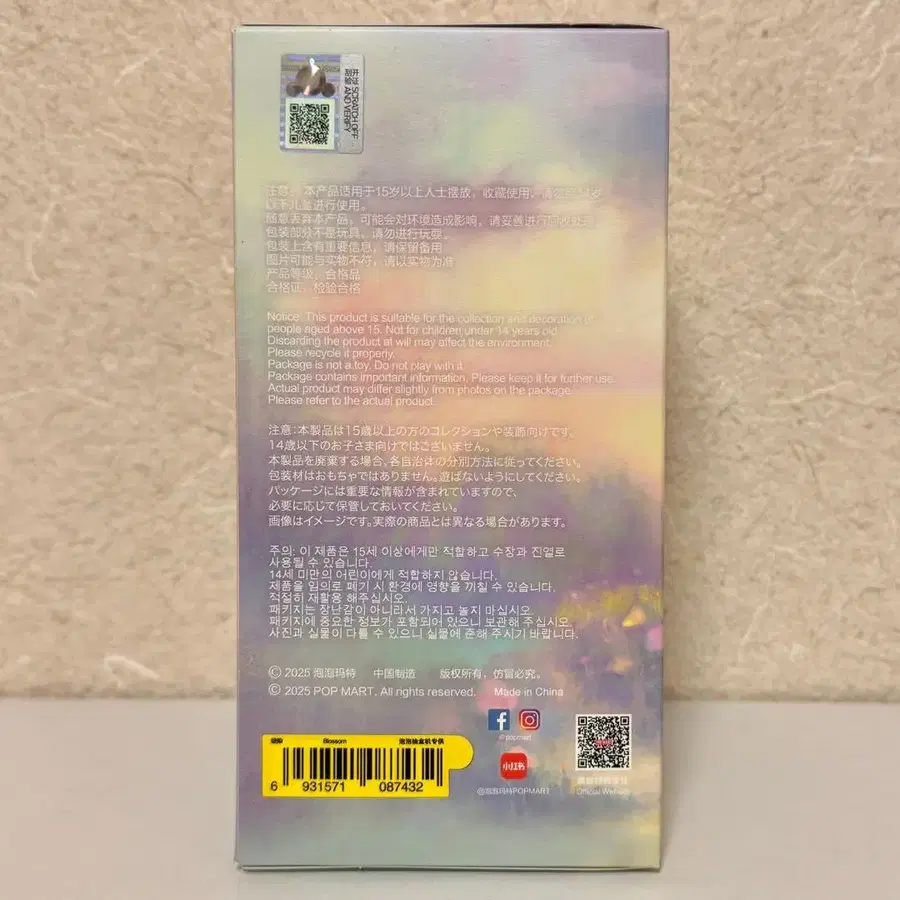 SCRATCH OFF
AND VERIFY
注意：本产品适用于15岁以上人士摆放，收藏使用，请勿给14岁
以下儿童进行使用。
随意丢弃本产品，可能会对环境造成影响，请妥善进行回收处理。
包装部分不是玩具，请勿进行玩耍。
包装上含有重要信息，请保留备用
图片可能与实物不符，请以实物为准
产品等级：合格品
合格证：检验合格
Notice: This product is suitable for the collection and decoration of
people aged above 15. Not for children under 14 years old.
Discarding the product at will may affect the environment.
Please recycle it properly.
Package is not a toy. Do not play with it.
Package contains important information. Please keep it for further use.
Actual product may differ slightly from photos on the package.
Please refer to the actual product.
注意:本製品は15歳以上の方のコレクションや装飾向けです。
14歳以下のお子さま向けではございません。
本製品を廃棄する場合、各自治体の分別方法に従ってください。
包装材はおもちゃではありません。遊ばないようにしてください。
パッケージには重要な情報が含まれていますので、
必要に応じて保管しておいてください。
画像はイメージです。実際の商品とは異なる場合があります。
주의: 이 제품은 15세 이상에게만 적합하고 수장과 진열로
사용될 수 있습니다.
14세 미만의 어린이에게 적합하지 않습니다.
제품을 임의로 폐기 시 환경에 영향을 끼칠 수 있습니다.
적절히 재활용 해주십시오.
패키지는 장난감이 아니라서 가지고 놀지 마십시오.
패키지에 중요한 정보가 포함되어 있으니 보관해 주십시오.
사진과 실물이 다를 수 있으니 실물에 준해 주시기 바랍니다.
© 2025 泡泡玛特 中国制造 版权所有，仿冒必究。
© 2025 POP MART. All rights reserved. Made in China
@popmart
小红书
@泡泡玛特POPMART
Official Website
Blossom 泡泡抽盒机专供
6 931571 087432